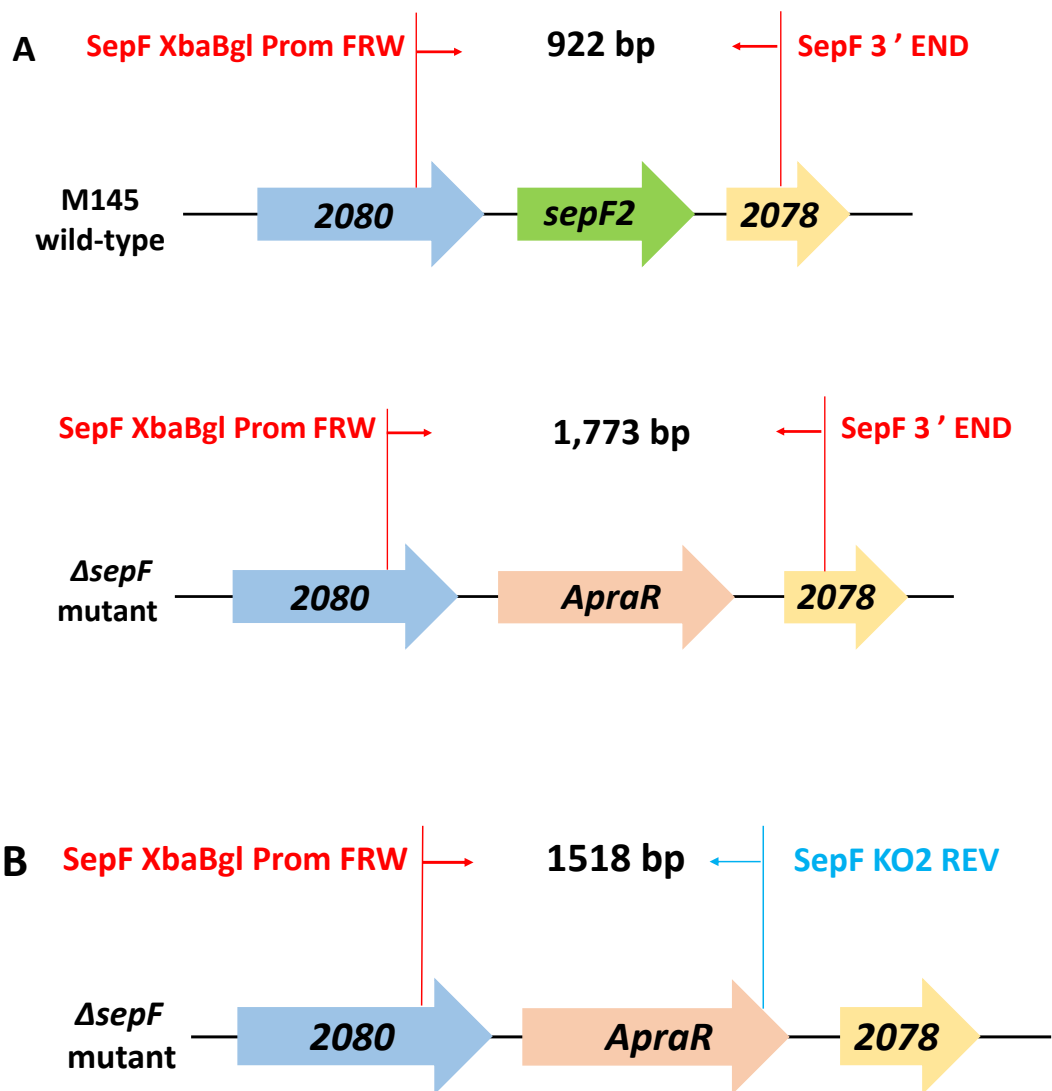 A
SepF XbaBgl Prom FRW
922 bp
SepF 3 ’ END
M145
wild-type
2080
sepF2
2078
SepF XbaBgl Prom FRW
1,773 bp
SepF 3 ’ END
ΔsepF
mutant
2080
ApraR
2078
B
SepF XbaBgl Prom FRW
1518 bp
SepF KO2 REV
ΔsepF
mutant
2080
ApraR
2078